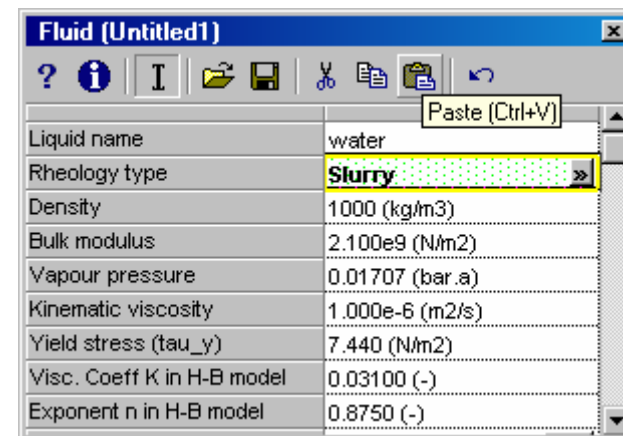 Fluid (Untitled1)
Paste (Ctrl+V)
Liquid name water
Rheology type Slurry
Density 1000 (kg/m3)
Bulk modulus 2.100e9 (N/m2)
Vapour pressure 0.01707 (bar.a)
Kinematic viscosity 1.000e-6 (m2/s)
Yield stress (tau_y) 7.440 (N/m2)
Visc. Coeff K in H-B model 0.03100 (-)
Exponent n in H-B model 0.8750 (-)